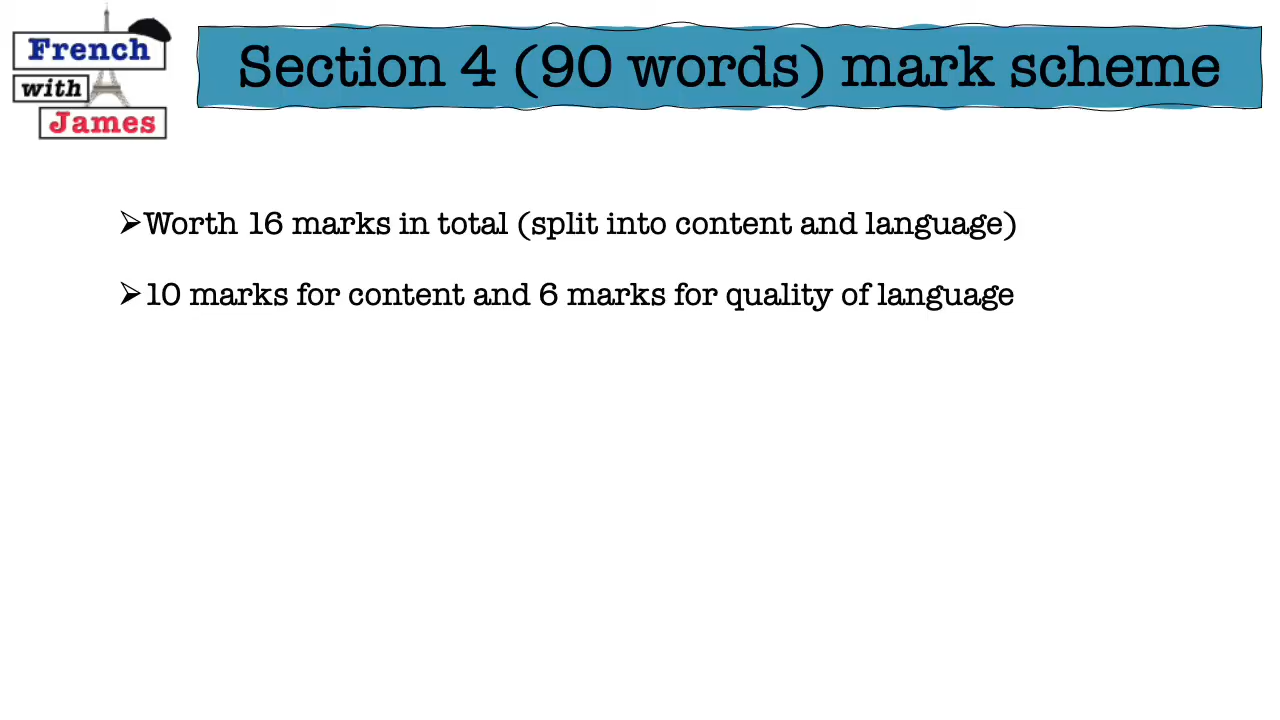 French
with
James
Section 4 (90 words) mark scheme
➢Worth 16 marks in total (split into content and language)
➢10 marks for content and 6 marks for quality of language